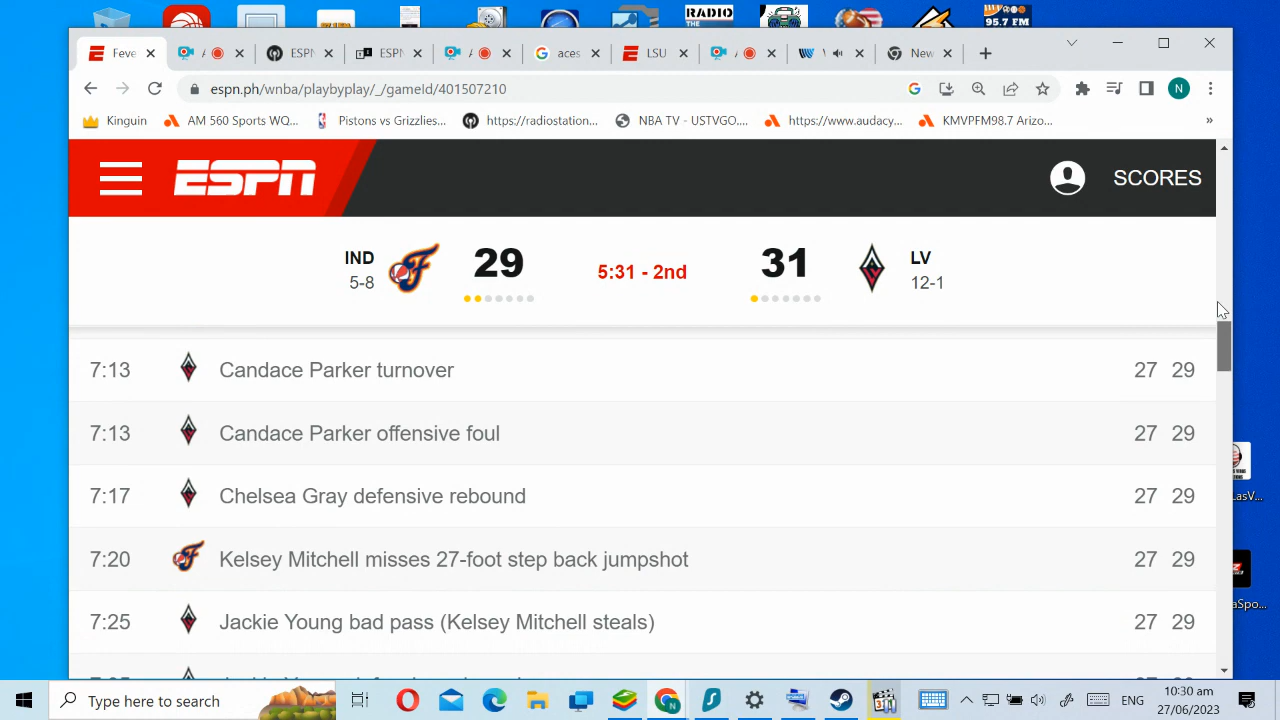 RADIO
THE
95.7 F
Feve
ESPN
ESPN
aces
LSU
New
espn.ph/wnba/playbyplay/_/gameId/401507210
N
Kinguin
AM 560 Sports WQ...
Pistons vs Grizzlies...
https://radiostation...
NBA TV - USTVGO....
https://www.audacy...
KMVPFM98.7 Arizo...
»
ESPN
SCORES
IND
5-8
29
5:31 - 2nd
31
LV
12-1
7:13 Candace Parker turnover 27 29
7:13 Candace Parker offensive foul 27 29
7:17 Chelsea Gray defensive rebound 27 29
7:20 Kelsey Mitchell misses 27-foot step back jumpshot 27 29
7:25 Jackie Young bad pass (Kelsey Mitchell steals) 27 29
LasV...
aSpo...
Type here to search
ENG
10:30 am
27/06/2023